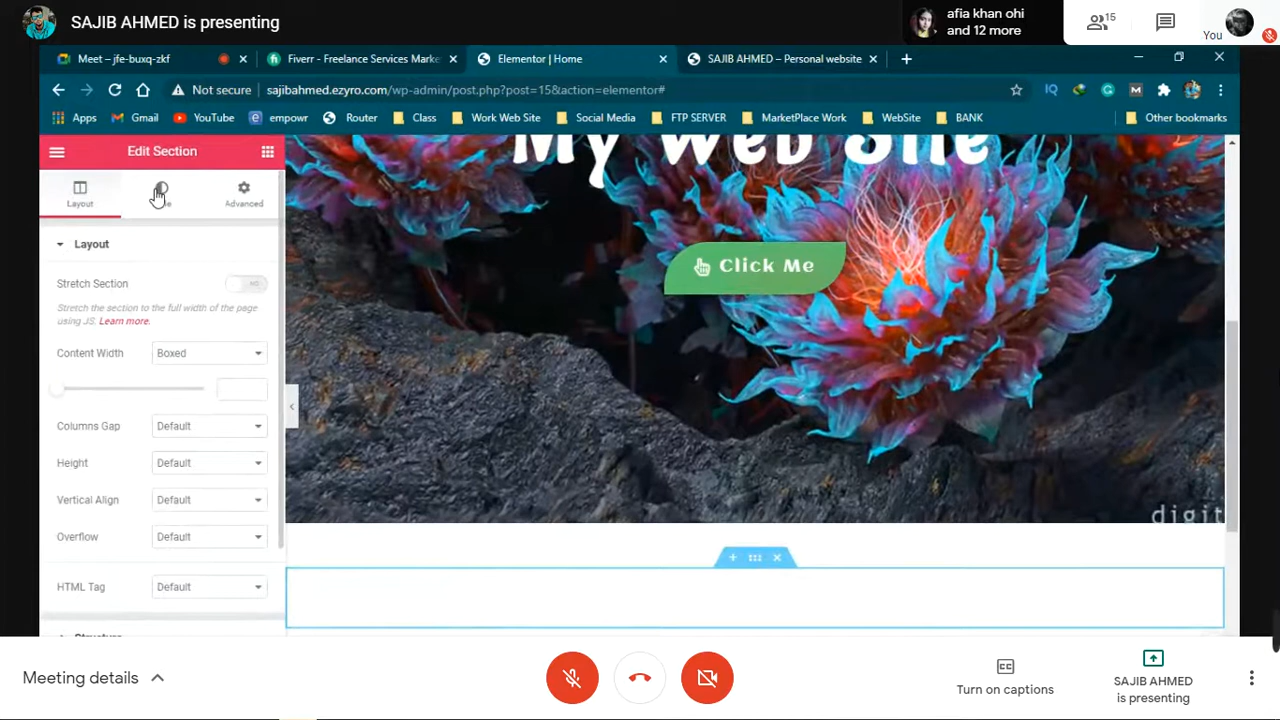 SAJIB AHMED is presenting
afia khan ohi
and 12 more
15
You
Meet – jfe-buxq-zkf
Fiverr - Freelance Services Marke
Elementor | Home
SAJIB AHMED – Personal website
Not secure
sajibahmed.ezyro.com/wp-admin/post.php?post=15&action=elementor#
IQ
G
M
Apps
Gmail
YouTube
empowr
Router
Class
Work Web Site
Social Media
FTP SERVER
MarketPlace Work
WebSite
BANK
Other bookmarks
Edit Section
Layout
Advanced
Layout
Stretch Section
NO
Stretch the section to the full width of the page
using JS. Learn more.
Content Width
Boxed
Columns Gap
Default
Height
Default
Vertical Align
Default
Overflow
Default
HTML Tag
Default
Structure
My Web Site
Click Me
digit
Meeting details
CC
Turn on captions
SAJIB AHMED
is presenting